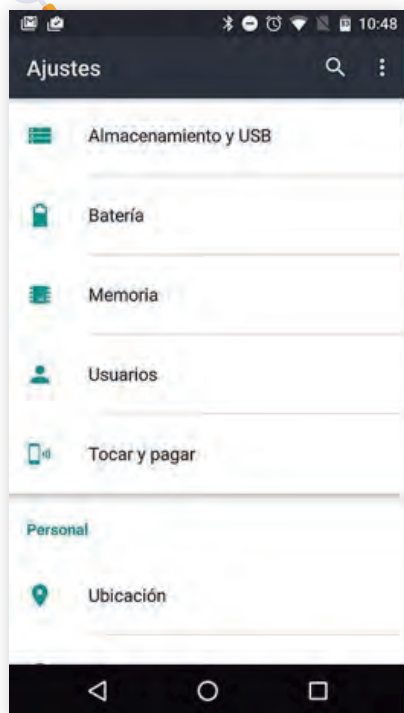 10:48
Ajustes
Almacenamiento y USB
Batería
Memoria
Usuarios
Tocar y pagar
Personal
Ubicación